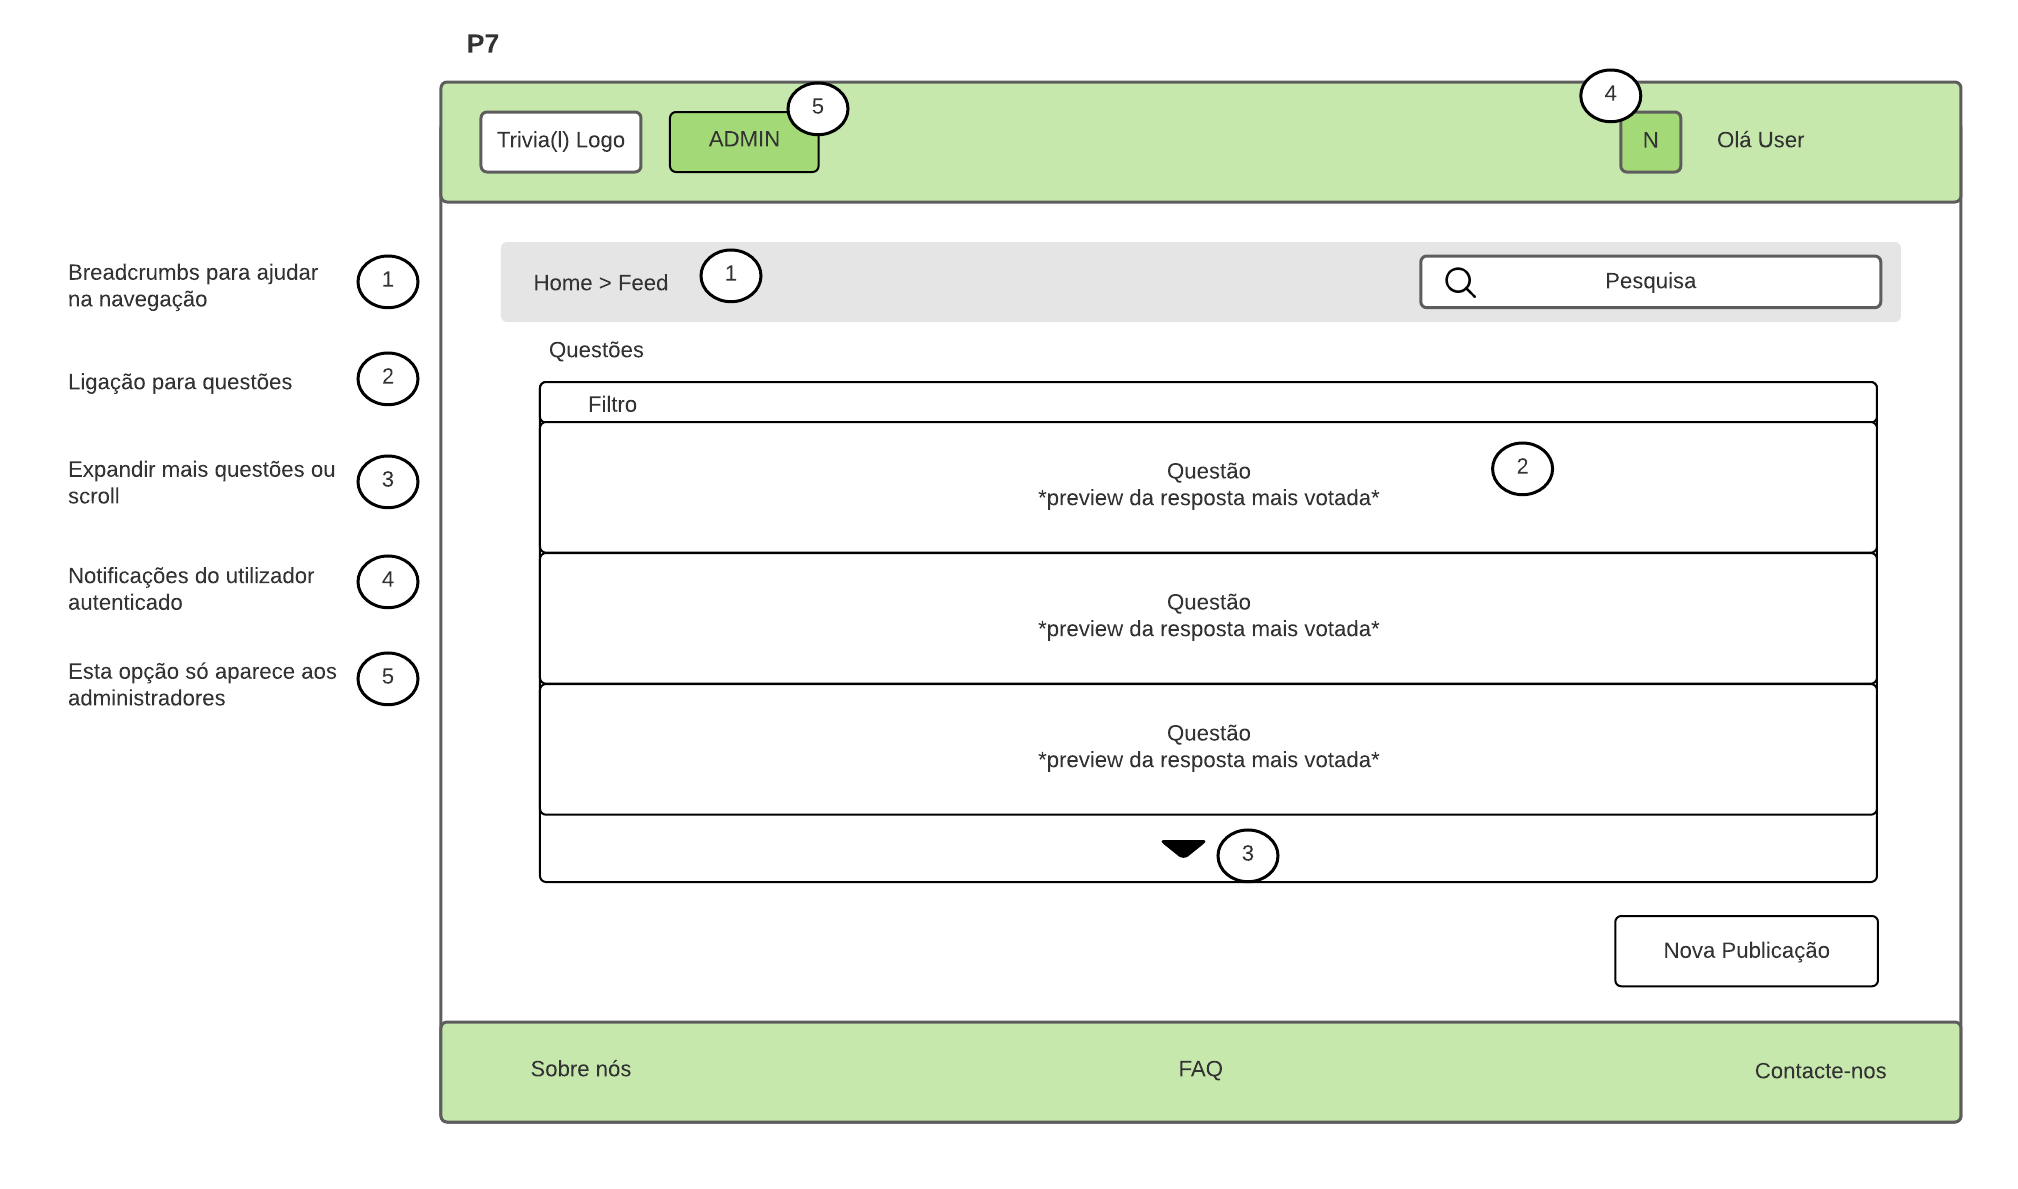 P7
Trivia(l) Logo
ADMIN
5
4
N
Olá User
Breadcrumbs para ajudar
na navegação
1
Ligação para questões
2
Expandir mais questões ou
scroll
3
Notificações do utilizador
autenticado
4
Esta opção só aparece aos
administradores
5
Home > Feed
1
Pesquisa
Questões
Filtro
Questão
*preview da resposta mais votada*
2
Questão
*preview da resposta mais votada*
Questão
*preview da resposta mais votada*
3
Nova Publicação
Sobre nós
FAQ
Contacte-nos